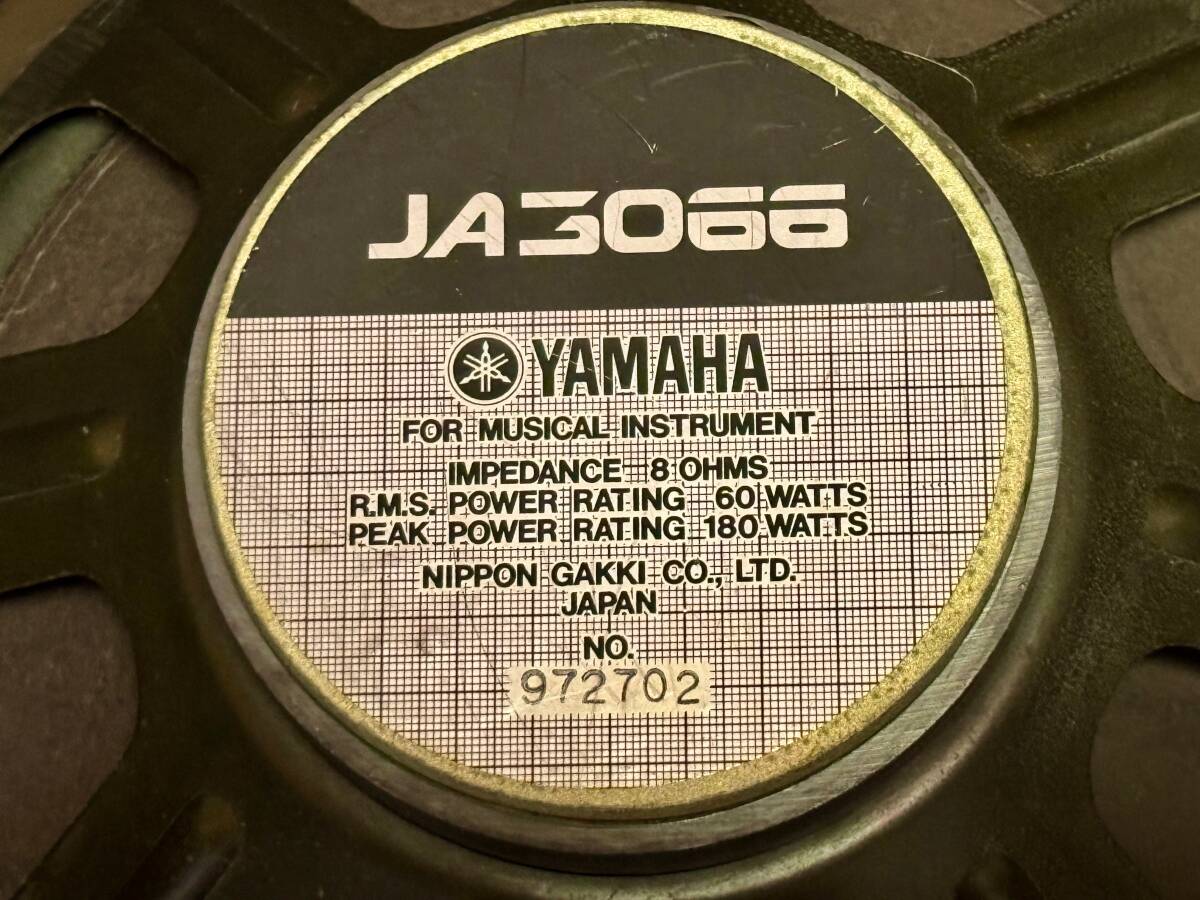 JA3066
YAMAHA
FOR MUSICAL INSTRUMENT
IMPEDANCE 8 OHMS
R.M.S. POWER RATING 60 WATTS
PEAK POWER RATING 180 WATTS
NIPPON GAKKI CO., LTD.
JAPAN
NO.
972702